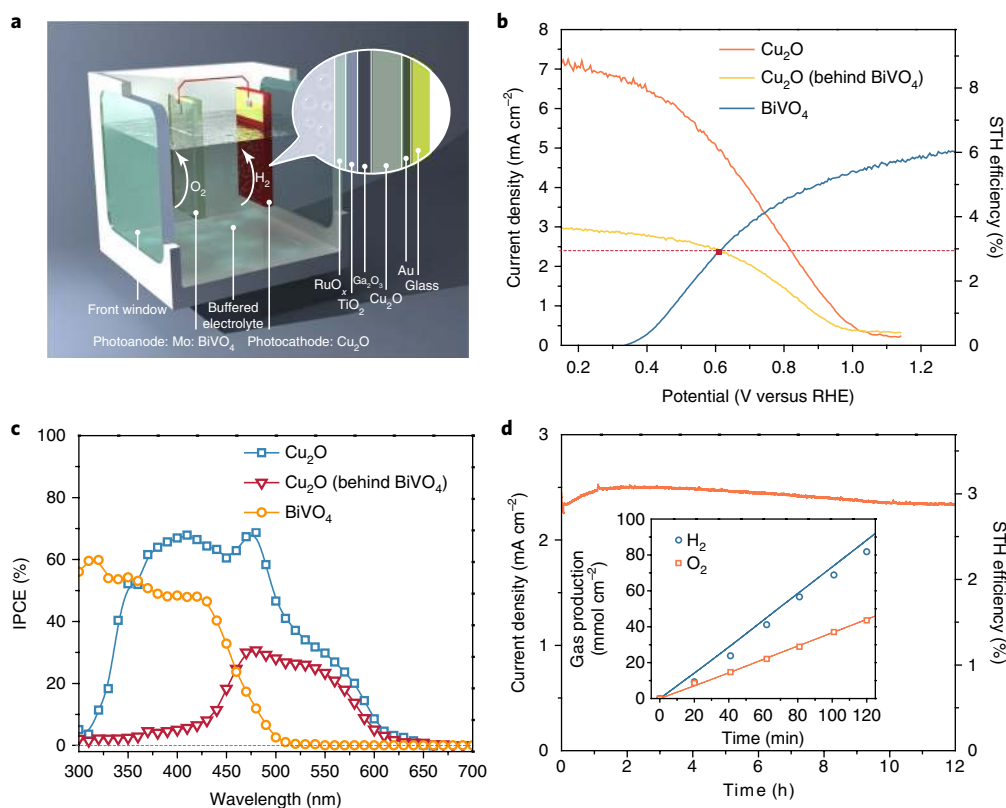 a
O₂
H₂
RuOₓ
TiO₂
Ga₂O₃
Cu₂O
Au
Glass
Front window
Buffered
electrolyte
Photoanode: Mo: BiVO₄ Photocathode: Cu₂O
b
Cu₂O
Cu₂O (behind BiVO₄)
BiVO₄
8
7
6
5
4
3
2
1
0
Current density (mA cm⁻²)
8
6
4
2
0
STH efficiency (%)
0.2 0.4 0.6 0.8 1.0 1.2
Potential (V versus RHE)
c
Cu₂O
Cu₂O (behind BiVO₄)
BiVO₄
100
80
60
40
20
0
IPCE (%)
300 350 400 450 500 550 600 650 700
Wavelength (nm)
d
3
2
1
0
Current density (mA cm⁻²)
3
2
1
0
STH efficiency (%)
100
80
60
40
20
0
Gas production
(mmol cm⁻²)
H₂
O₂
0 20 40 60 80 100 120
Time (min)
0 2 4 6 8 10 12
Time (h)